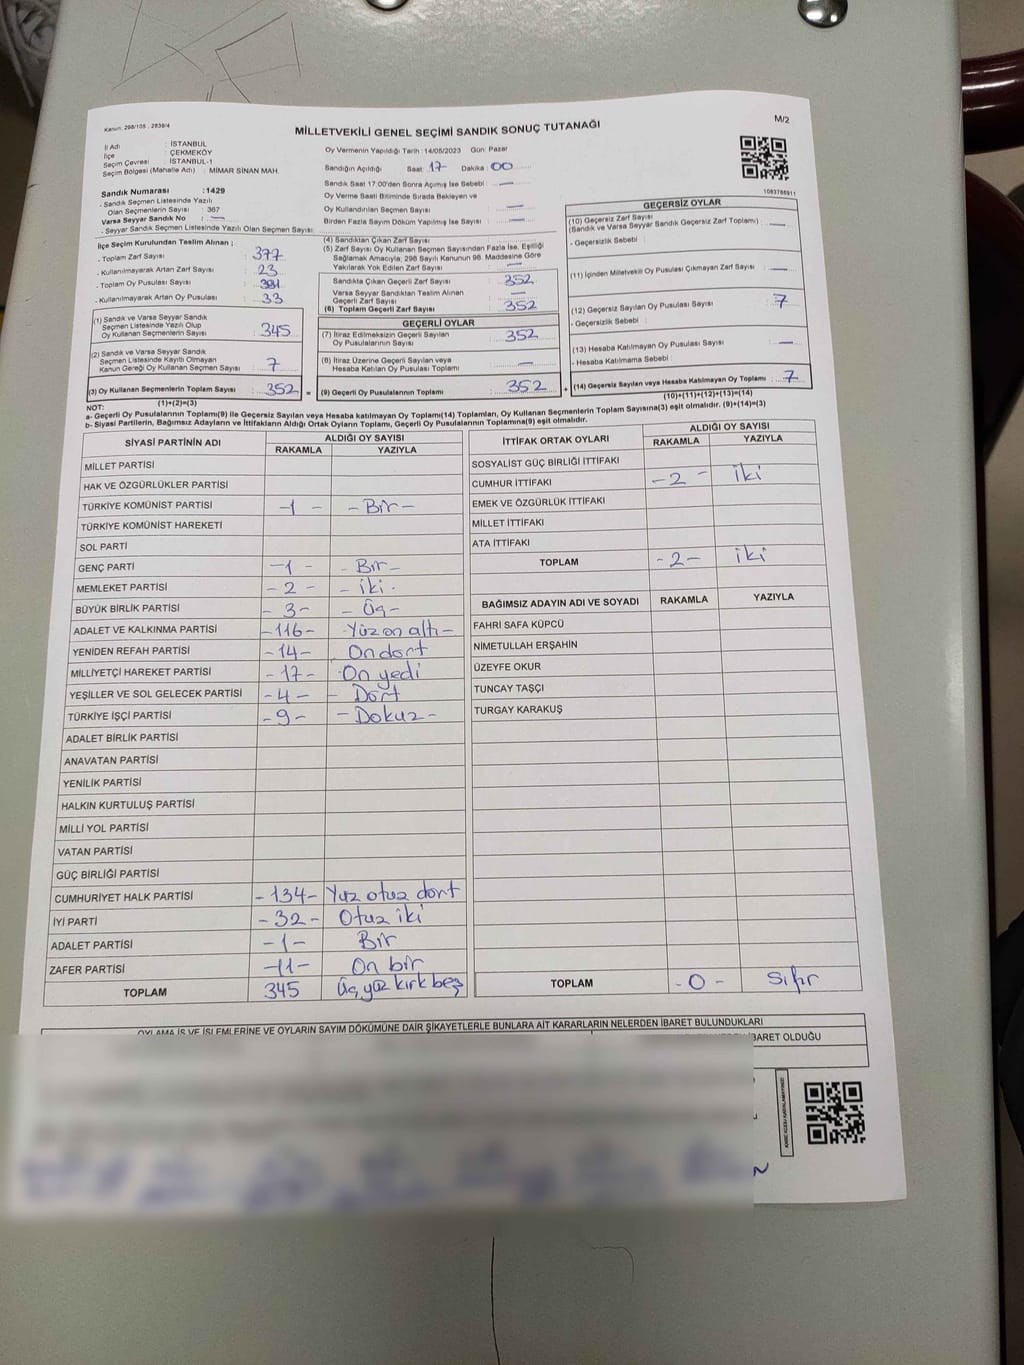 Kanun: 298/105 , 2839/4
MİLLETVEKİLİ GENEL SEÇİMİ SANDIK SONUÇ TUTANAĞI
M/2
İl Adı : İSTANBUL
İlçe : ÇEKMEKÖY
Seçim Çevresi : İSTANBUL-1
Seçim Bölgesi (Mahalle Adı) : MİMAR SİNAN MAH.
Sandık Numarası :1429
- Sandık Seçmen Listesinde Yazılı
Olan Seçmenlerin Sayısı : 367
Varsa Seyyar Sandık No : —
- Seyyar Sandık Seçmen Listesinde Yazılı Olan Seçmen Sayısı:
Oy Vermenin Yapıldığı Tarih :14/05/2023 Gün: Pazar
Sandığın Açıldığı Saat: 17 Dakika : 00
Sandık Saat 17:00'den Sonra Açılmış İse Sebebi : —
Oy Verme Saati Bitiminde Sırada Bekleyen ve
Oy Kullandırılan Seçmen Sayısı : —
Birden Fazla Sayım Döküm Yapılmış İse Sayısı : —
1083786911
İlçe Seçim Kurulundan Teslim Alınan ;
- Toplam Zarf Sayısı : 377
- Kullanılmayarak Artan Zarf Sayısı : 23
- Toplam Oy Pusulası Sayısı :
- Kullanılmayarak Artan Oy Pusulası : 33
(1) Sandık ve Varsa Seyyar Sandık
Seçmen Listesinde Yazılı Olup
Oy Kullanan Seçmenlerin Sayısı : 345
(2) Sandık ve Varsa Seyyar Sandık
Seçmen Listesinde Kayıtlı Olmayan
Kanun Gereği Oy Kullanan Seçmen Sayısı : 7
(3) Oy Kullanan Seçmenlerin Toplam Sayısı : 352 =
(1)+(2)=(3)
(4) Sandıktan Çıkan Zarf Sayısı : —
(5) Zarf Sayısı Oy Kullanan Seçmen Sayısından Fazla İse, Eşitliği
Sağlamak Amacıyla, 298 Sayılı Kanunun 98. Maddesine Göre
Yakılarak Yok Edilen Zarf Sayısı : —
Sandıkta Çıkan Geçerli Zarf Sayısı : 352
Varsa Seyyar Sandıktan Teslim Alınan
Geçerli Zarf Sayısı : —
(6) Toplam Geçerli Zarf Sayısı : 352
GEÇERLİ OYLAR
(7) İtiraz Edilmeksizin Geçerli Sayılan
Oy Pusulalarının Sayısı : 352
(8) İtiraz Üzerine Geçerli Sayılan veya
Hesaba Katılan Oy Pusulası Toplamı : —
(9) Geçerli Oy Pusulalarının Toplamı : 352 +
GEÇERSİZ OYLAR
(10) Geçersiz Zarf Sayısı
(Sandık ve Varsa Seyyar Sandık Geçersiz Zarf Toplamı) : —
- Geçersizlik Sebebi :
(11) İçinden Milletvekili Oy Pusulası Çıkmayan Zarf Sayısı : —
(12) Geçersiz Sayılan Oy Pusulası Sayısı : 7
- Geçersizlik Sebebi :
(13) Hesaba Katılmayan Oy Pusulası Sayısı : —
- Hesaba Katılmama Sebebi :
(14) Geçersiz Sayılan veya Hesaba Katılmayan Oy Toplamı : 7
(10)+(11)+(12)+(13)=(14)
NOT:
a- Geçerli Oy Pusulalarının Toplamı(9) ile Geçersiz Sayılan veya Hesaba katılmayan Oy Toplamı(14) Toplamları, Oy Kullanan Seçmenlerin Toplam Sayısına(3) eşit olmalıdır. (9)+(14)=(3)
b- Siyasi Partilerin, Bağımsız Adayların ve İttifakların Aldığı Ortak Oyların Toplamı, Geçerli Oy Pusulalarının Toplamına(9) eşit olmalıdır.
SİYASİ PARTİNİN ADI ALDIĞI OY SAYISI
RAKAMLA YAZIYLA
MİLLET PARTİSİ
HAK VE ÖZGÜRLÜKLER PARTİSİ
TÜRKİYE KOMÜNİST PARTİSİ -1- -Bir-
TÜRKİYE KOMÜNİST HAREKETİ
SOL PARTİ
GENÇ PARTİ -1- -Bir-
MEMLEKET PARTİSİ -2- -iki-
BÜYÜK BİRLİK PARTİSİ -3- -Üç-
ADALET VE KALKINMA PARTİSİ -116- -Yüz on altı-
YENİDEN REFAH PARTİSİ -14- On dört
MİLLİYETÇİ HAREKET PARTİSİ -17- -On yedi
YEŞİLLER VE SOL GELECEK PARTİSİ -4- -Dört
TÜRKİYE İŞÇİ PARTİSİ -9- -Dokuz-
ADALET BİRLİK PARTİSİ
ANAVATAN PARTİSİ
YENİLİK PARTİSİ
HALKIN KURTULUŞ PARTİSİ
MİLLİ YOL PARTİSİ
VATAN PARTİSİ
GÜÇ BİRLİĞİ PARTİSİ
CUMHURİYET HALK PARTİSİ -134- Yüz otuz dört
İYİ PARTİ -32- Otuz iki
ADALET PARTİSİ -1- Bir
ZAFER PARTİSİ -11- On bir
TOPLAM 345 Üç yüz kırk beş
İTTİFAK ORTAK OYLARI ALDIĞI OY SAYISI
RAKAMLA YAZIYLA
SOSYALİST GÜÇ BİRLİĞİ İTTİFAKI
CUMHUR İTTİFAKI -2- iki
EMEK VE ÖZGÜRLÜK İTTİFAKI
MİLLET İTTİFAKI
ATA İTTİFAKI
TOPLAM -2- iki
BAĞIMSIZ ADAYIN ADI VE SOYADI RAKAMLA YAZIYLA
FAHRİ SAFA KÜPCÜ
NİMETULLAH ERŞAHİN
ÜZEYFE OKUR
TUNCAY TAŞÇI
TURGAY KARAKUŞ
TOPLAM -0- Sıfır
OYLAMA İŞ VE İŞLEMLERİNE VE OYLARIN SAYIM DÖKÜMÜNE DAİR ŞİKAYETLERLE BUNLARA AİT KARARLARIN NELERDEN İBARET BULUNDUKLARI
BARET OLDUĞU